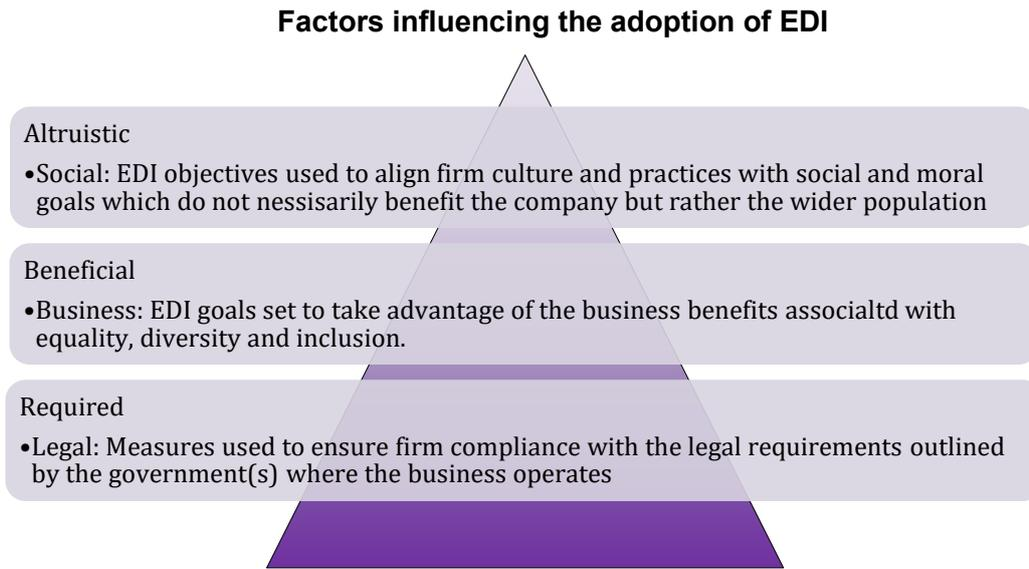 Factors influencing the adoption of EDI
Altruistic
•Social: EDI objectives used to align firm culture and practices with social and moral
goals which do not nessisarily benefit the company but rather the wider population
Beneficial
•Business: EDI goals set to take advantage of the business benefits associaltd with
equality, diversity and inclusion.
Required
•Legal: Measures used to ensure firm compliance with the legal requirements outlined
by the government(s) where the business operates